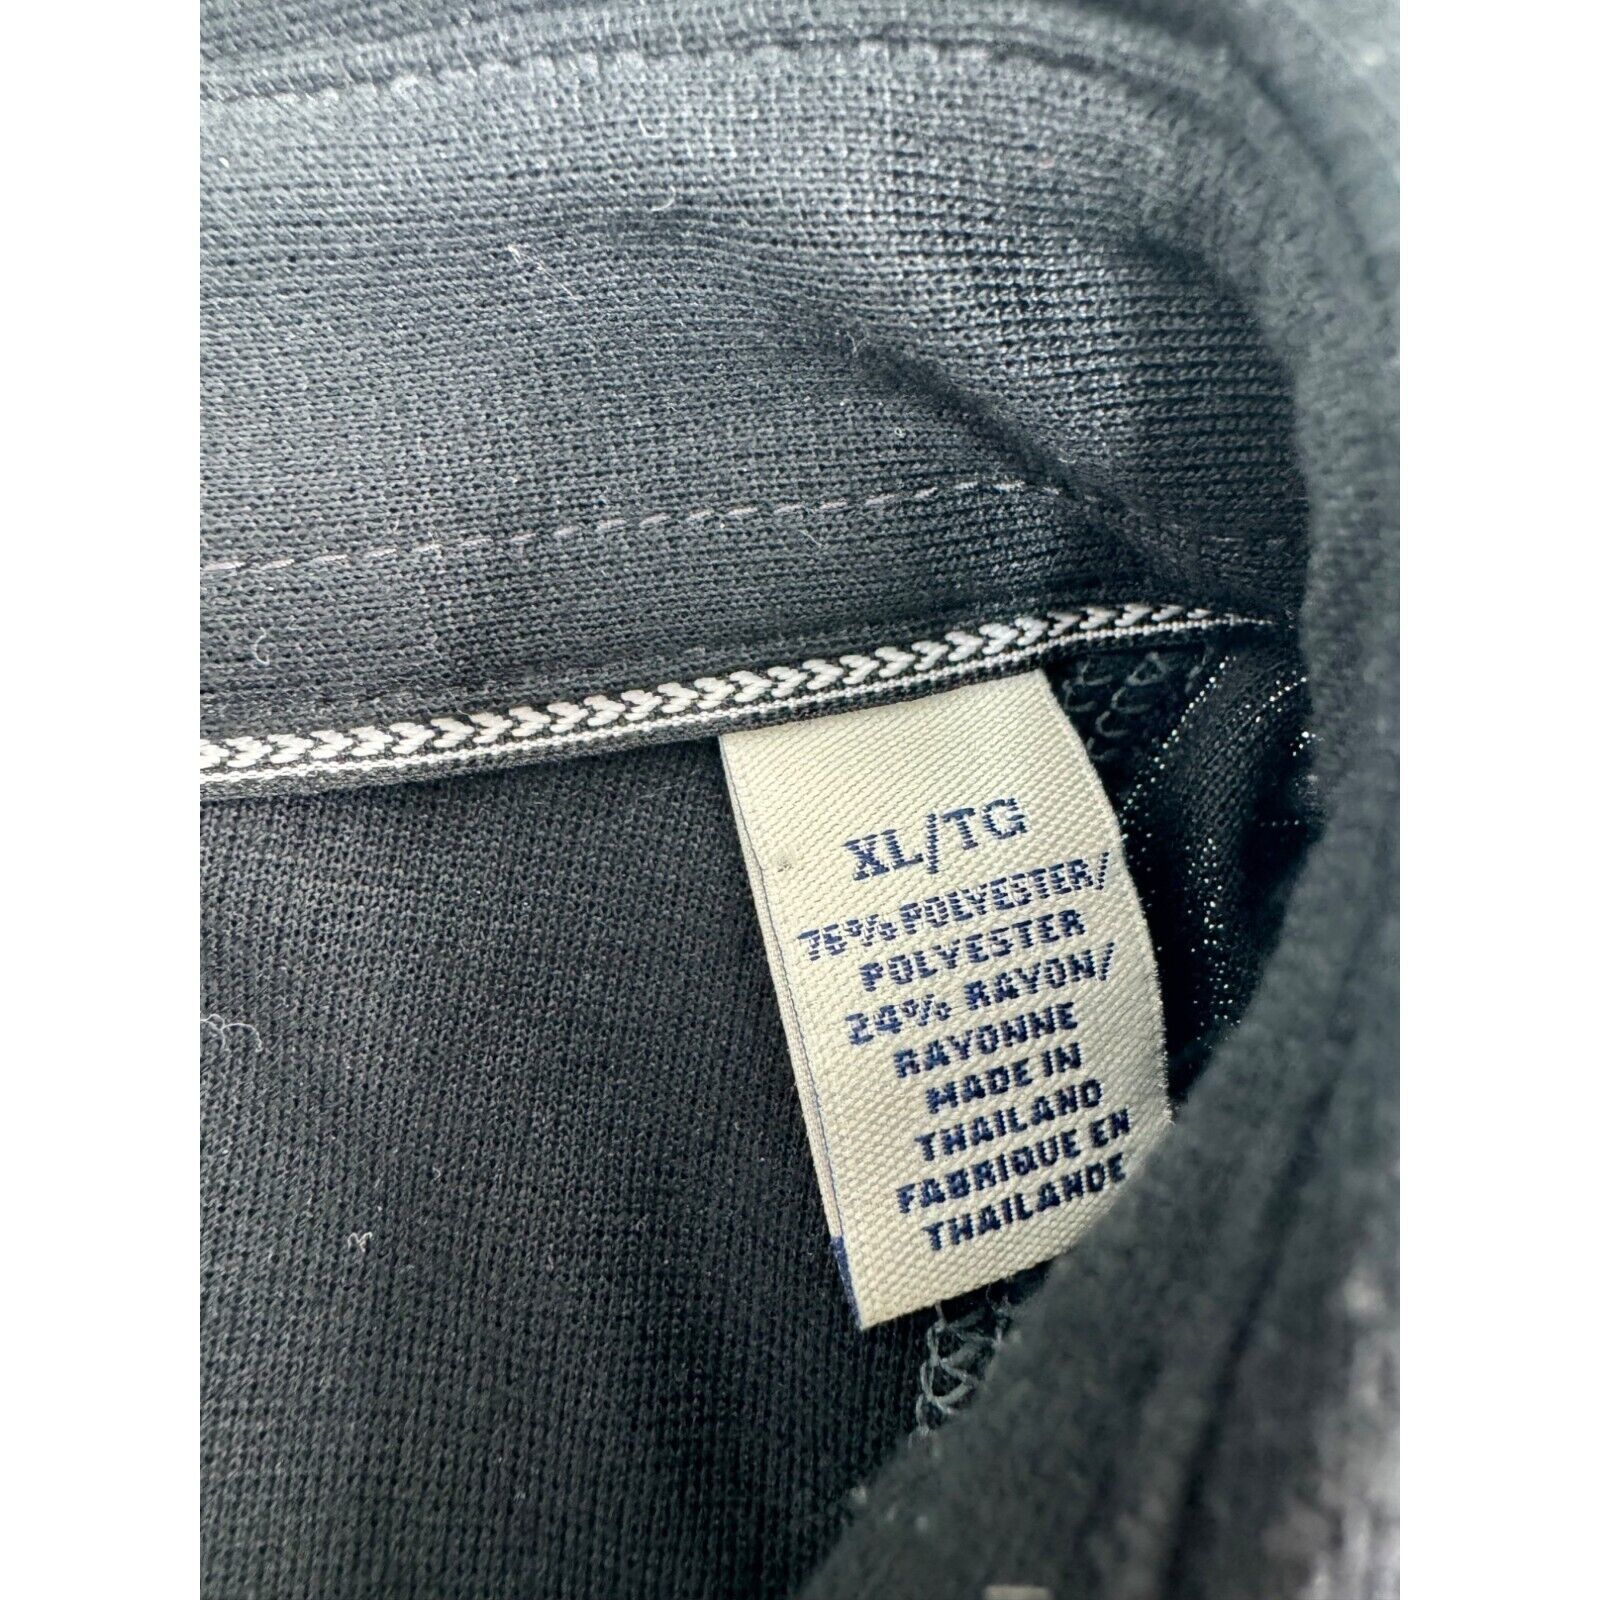 XL/TG
76% POLYESTER/
POLYESTER
24% RAYON/
RAYONNE
MADE IN
THAILAND
FABRIQUE EN
THAILANDE